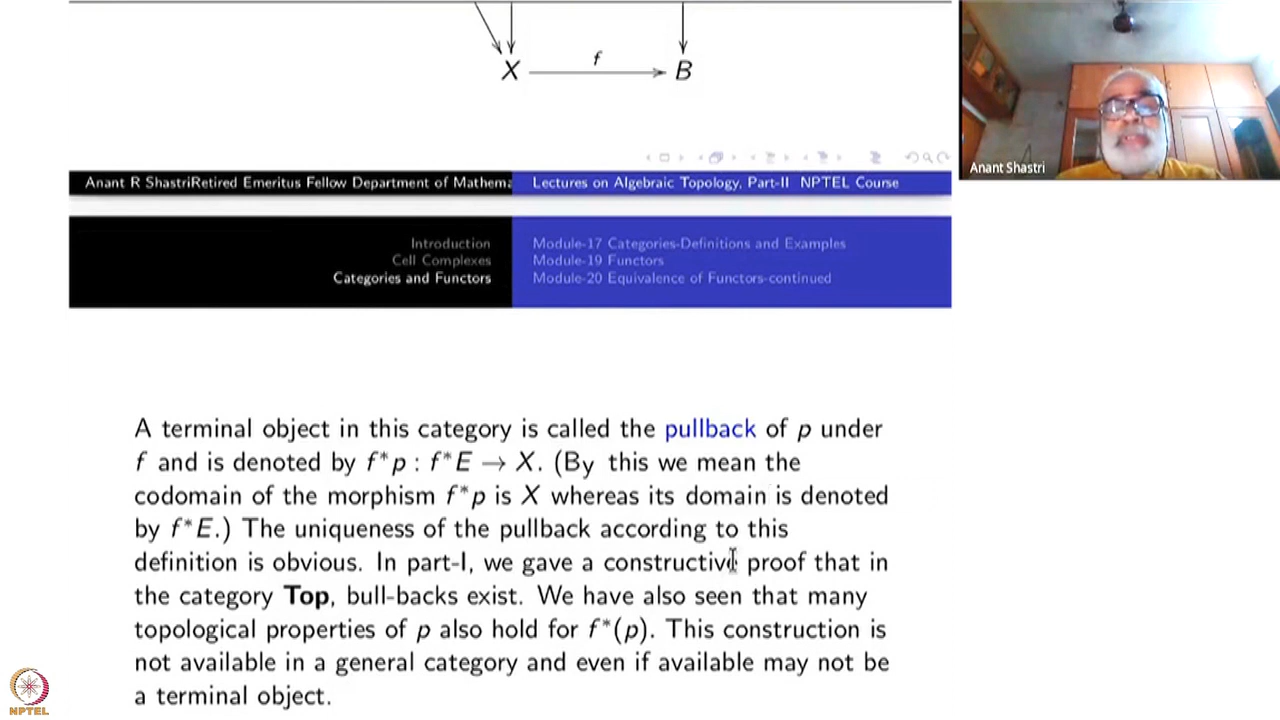 X f B
Anant Shastri
Anant R ShastriRetired Emeritus Fellow Department of Mathema
Lectures on Algebraic Topology, Part-II NPTEL Course
Introduction
Cell Complexes
Categories and Functors
Module-17 Categories-Definitions and Examples
Module-19 Functors
Module-20 Equivalence of Functors-continued
A terminal object in this category is called the pullback of p under
f and is denoted by f*p : f*E → X. (By this we mean the
codomain of the morphism f*p is X whereas its domain is denoted
by f*E.) The uniqueness of the pullback according to this
definition is obvious. In part-I, we gave a constructive proof that in
the category Top, bull-backs exist. We have also seen that many
topological properties of p also hold for f*(p). This construction is
not available in a general category and even if available may not be
a terminal object.
NPTEL